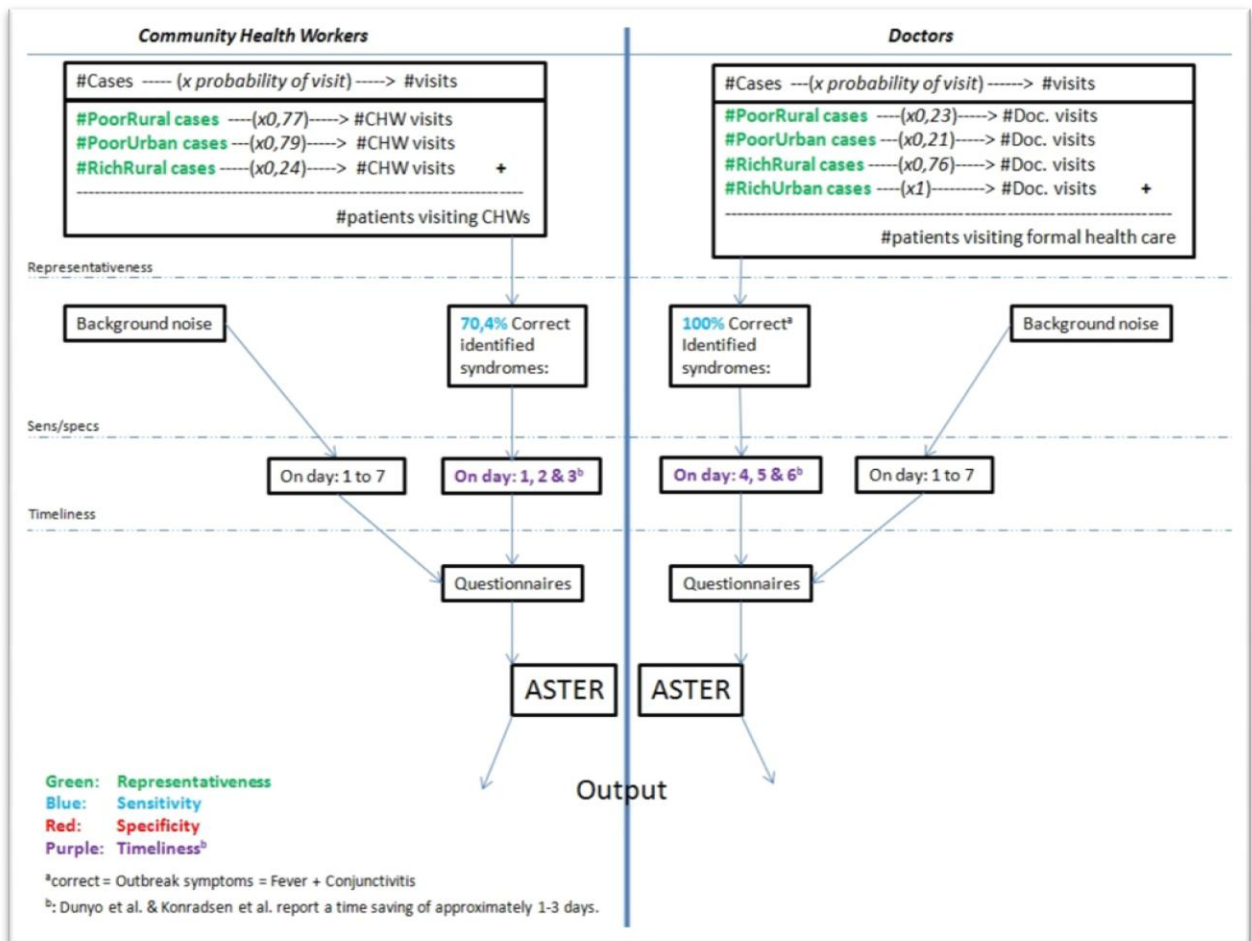 Community Health Workers
Doctors
#Cases ----- (x probability of visit) -----> #visits
#PoorRural cases ----(x0,77)----> #CHW visits
#PoorUrban cases ---(x0,79)----> #CHW visits
#RichRural cases -----(x0,24)----> #CHW visits +
#patients visiting CHWs
#Cases ---(x probability of visit)------> #visits
#PoorRural cases ----(x0,23)----> #Doc. visits
#PoorUrban cases ---(x0,21)----> #Doc. visits
#RichRural cases -----(x0,76)----> #Doc. visits
#RichUrban cases ----(x1)--------> #Doc. visits +
#patients visiting formal health care
Representativeness
Background noise
70,4% Correct
identified
syndromes:
100% Correctᵃ
Identified
syndromes:
Background noise
Sens/specs
On day: 1 to 7
On day: 1, 2 & 3ᵇ
On day: 4, 5 & 6ᵇ
On day: 1 to 7
Timeliness
Questionnaires
Questionnaires
ASTER
ASTER
Output
Green: Representativeness
Blue: Sensitivity
Red: Specificity
Purple: Timelinessᵇ
ᵃcorrect = Outbreak symptoms = Fever + Conjunctivitis
ᵇ: Dunyo et al. & Konradsen et al. report a time saving of approximately 1-3 days.